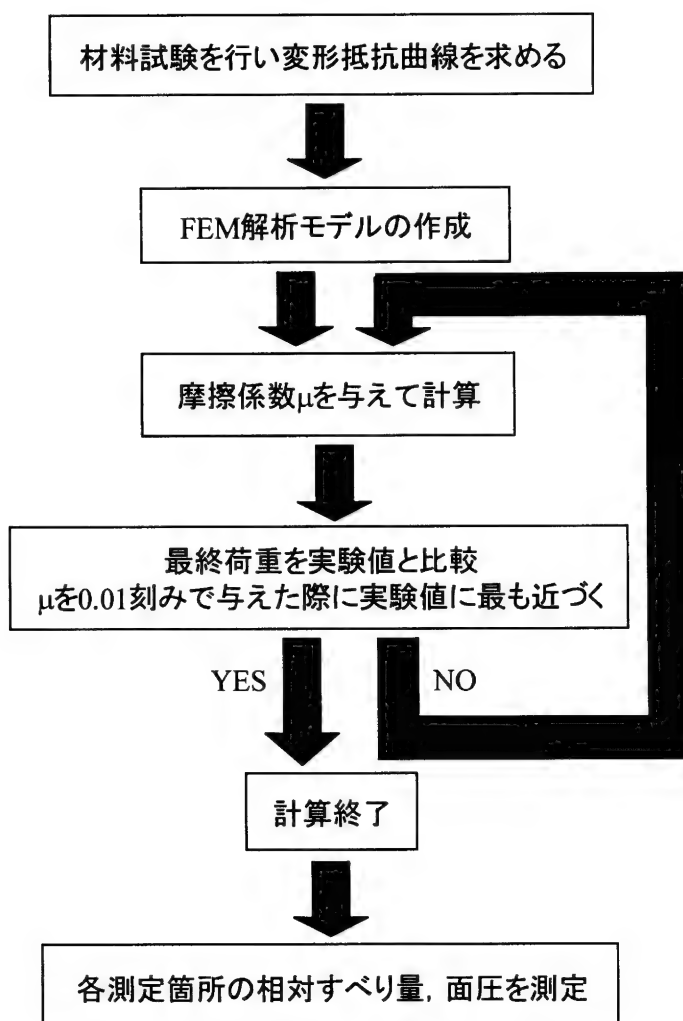 材料試験を行い変形抵抗曲線を求める
FEM解析モデルの作成
摩擦係数μを与えて計算
最終荷重を実験値と比較
μを0.01刻みで与えた際に実験値に最も近づく
YES
NO
計算終了
各測定箇所の相対すべり量, 面圧を測定